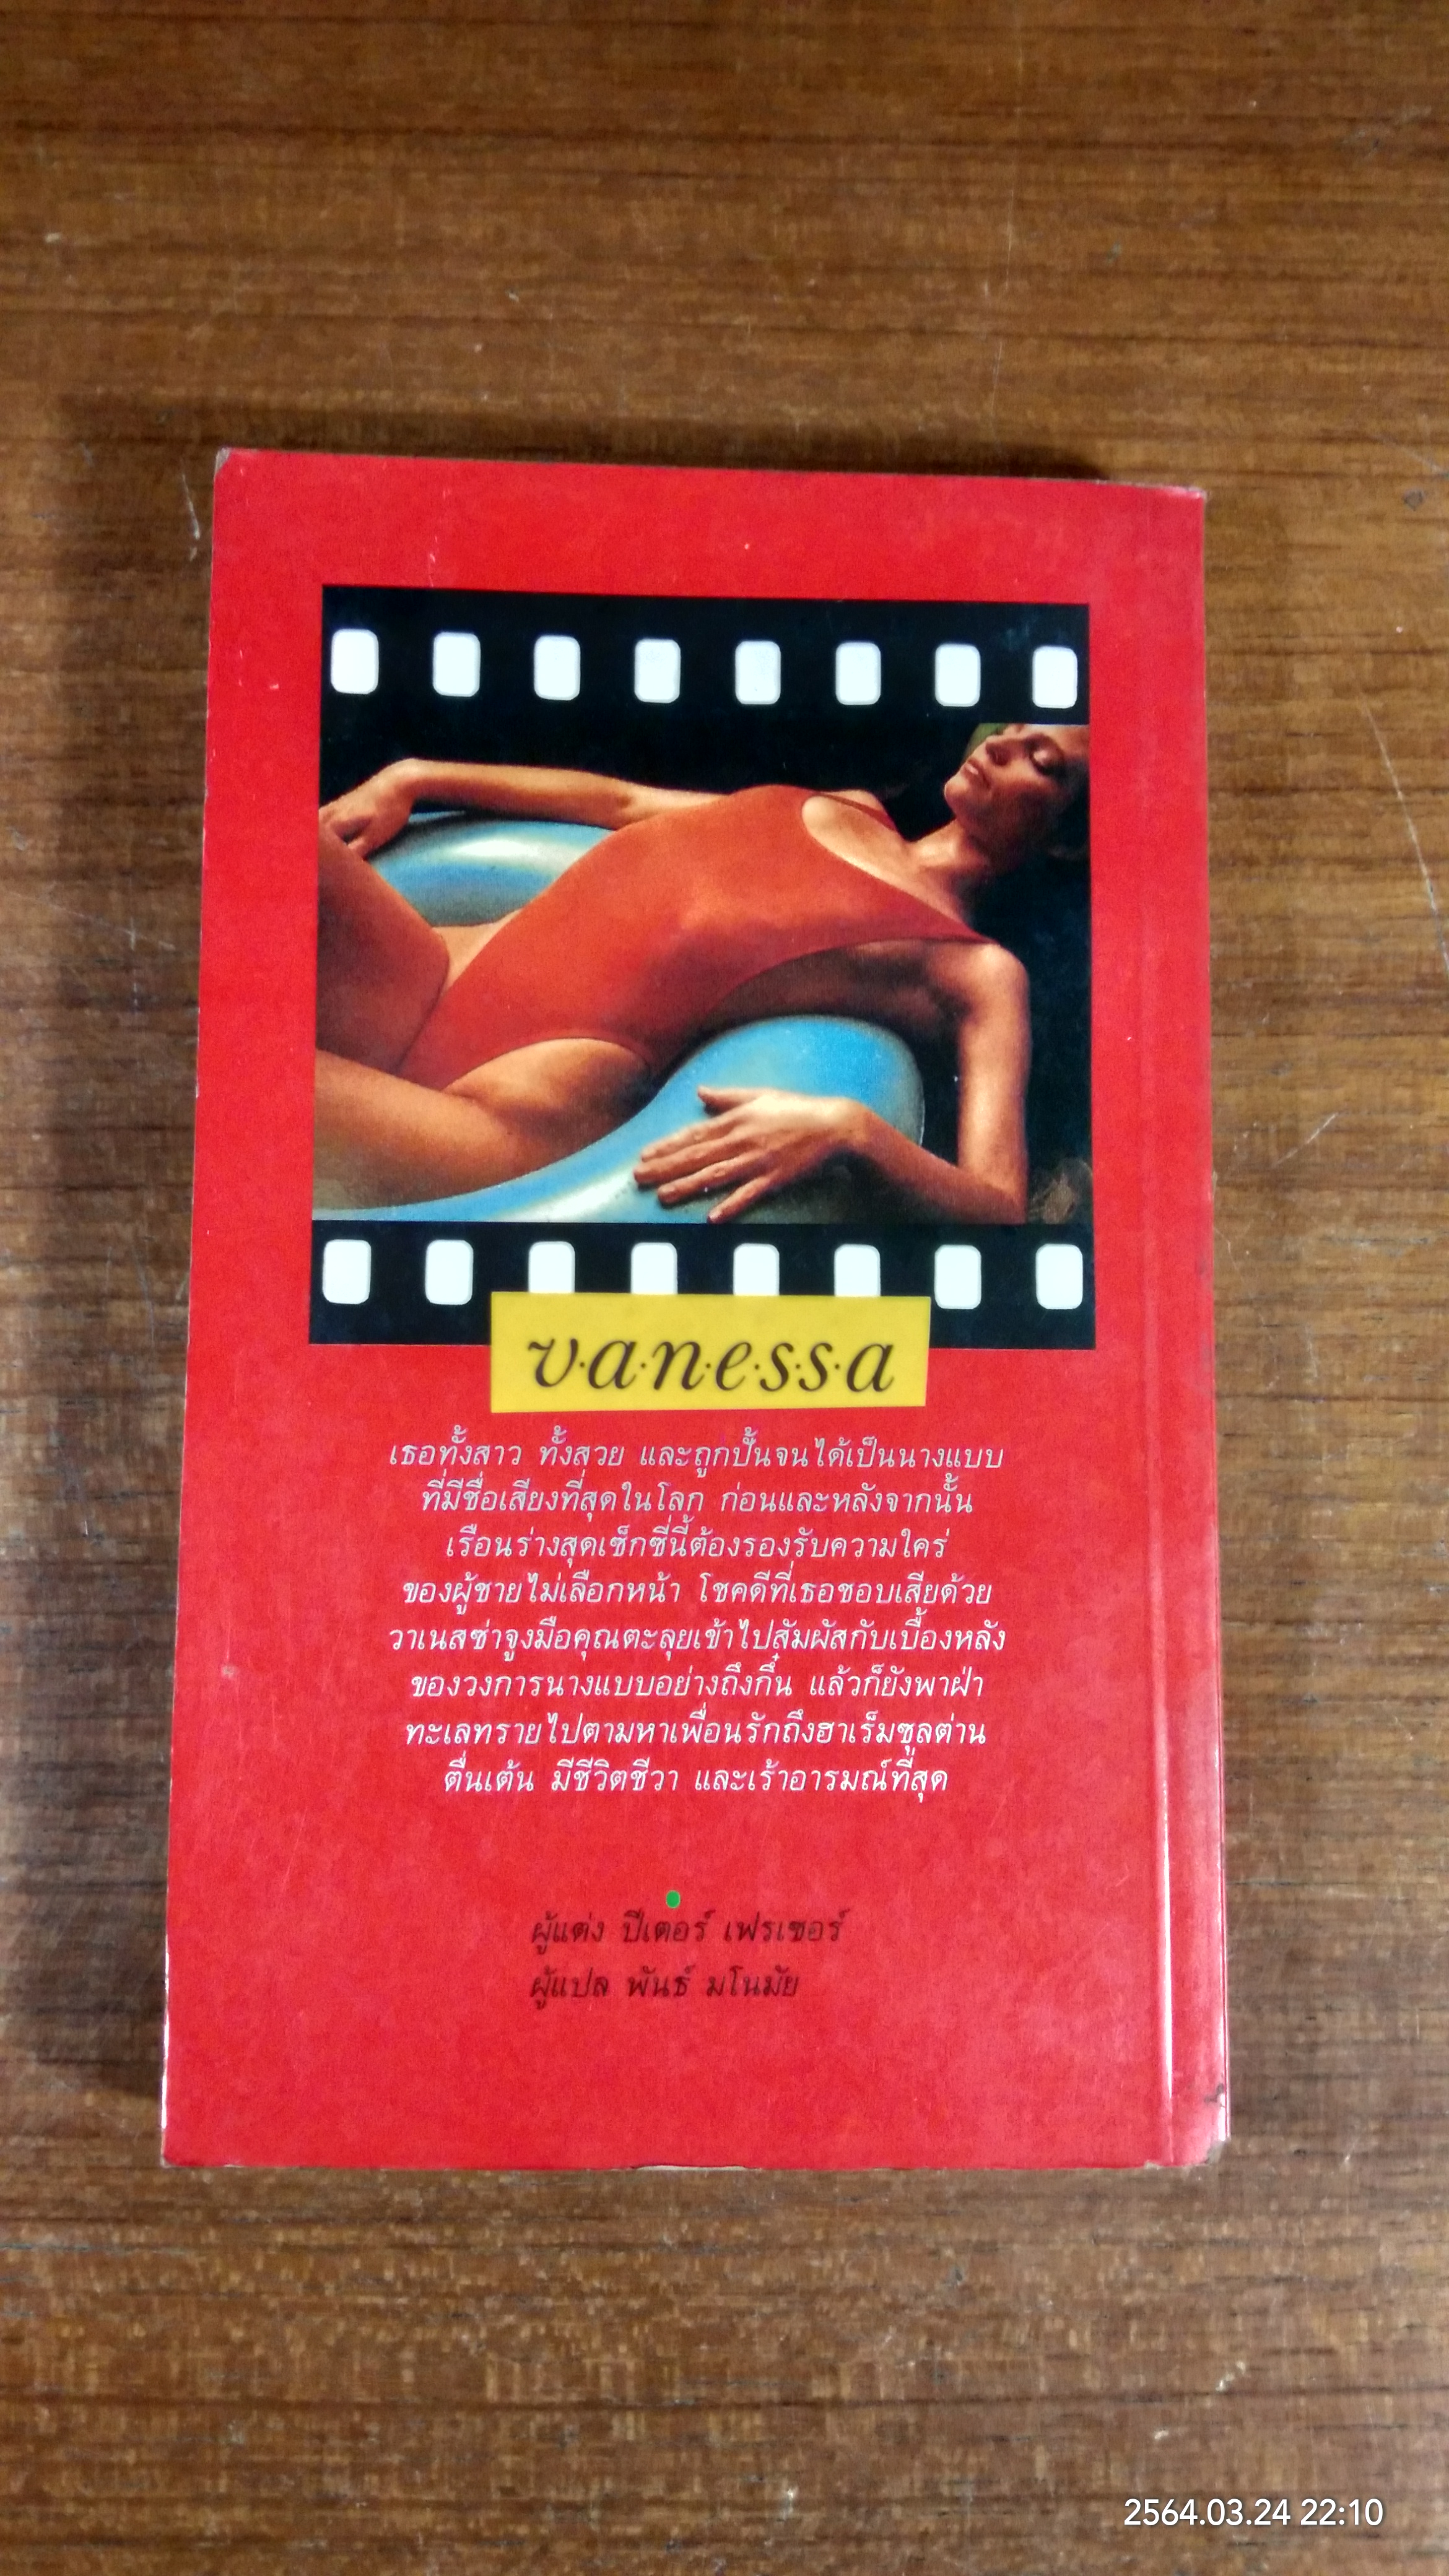 v.a.n.e.s.s.a
เธอทั้งสาว ทั้งสวย และถูกปั้นจนได้เป็นนางแบบ
ที่มีชื่อเสียงที่สุดในโลก ก่อนและหลังจากนั้น
เรือนร่างสุดเซ็กซี่นี้ต้องรองรับความใคร่
ของผู้ชายไม่เลือกหน้า โชคดีที่เธอชอบเสียด้วย
วาเนสซ่าจูงมือคุณตะลุยเข้าไปสัมผัสกับเบื้องหลัง
ของวงการนางแบบอย่างถึงกึ๋น แล้วก็ยังพาฝ่า
ทะเลทรายไปตามหาเพื่อนรักถึงฮาเร็มซุลต่าน
ตื่นเต้น มีชีวิตชีวา และเร้าอารมณ์ที่สุด
ผู้แต่ง ปีเตอร์ เฟรเซอร์
ผู้แปล พันธ์ มโนมัย
2564.03.24 22:10